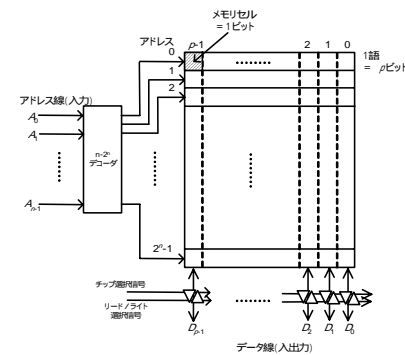 メモリセル
= 1ビット
アドレス
p-1
2
1
0
1語
= pビット
0
1
2
アドレス線(入力)
A0
A1
An-1
n-2ⁿ
デコーダ
2ⁿ-1
チップ選択信号
リード/ライト
選択信号
Dp-1
D2
D1
D0
データ線(入出力)